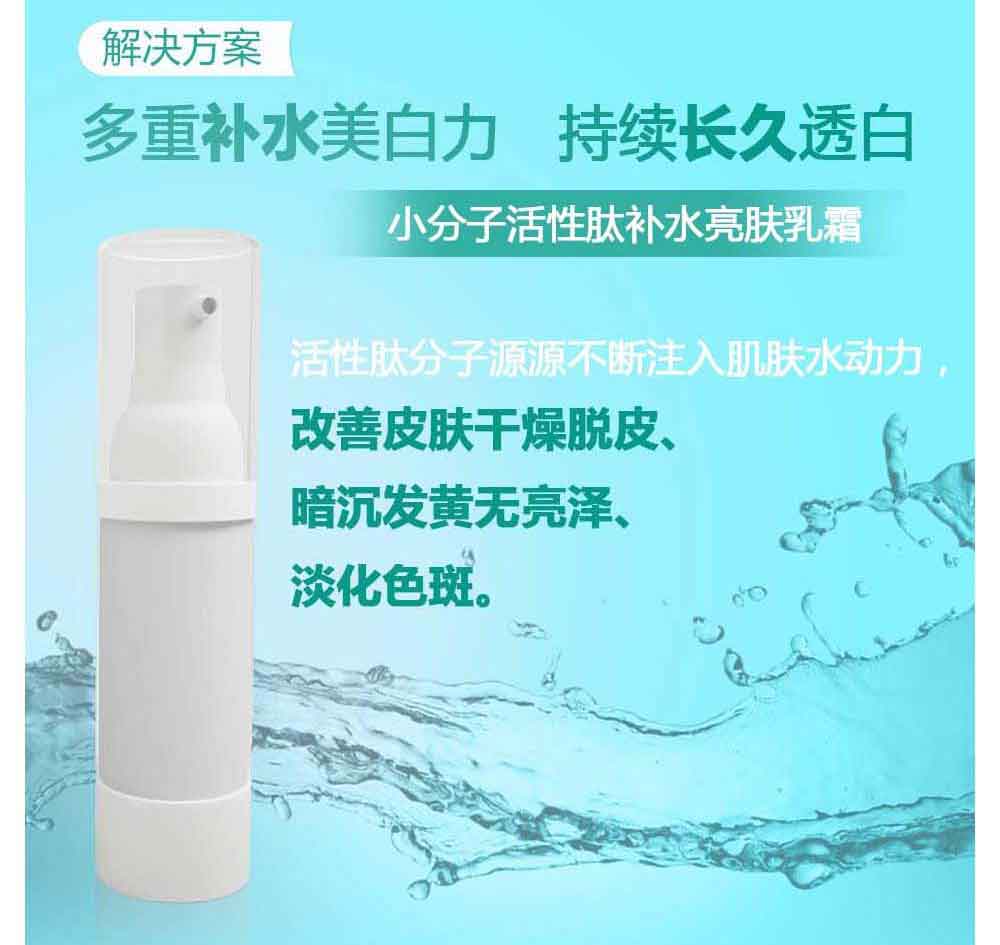 解决方案
多重补水美白力 持续长久透白
小分子活性肽补水亮肤乳霜
活性肽分子源源不断注入肌肤水动力，
改善皮肤干燥脱皮、
暗沉发黄无亮泽、
淡化色斑。